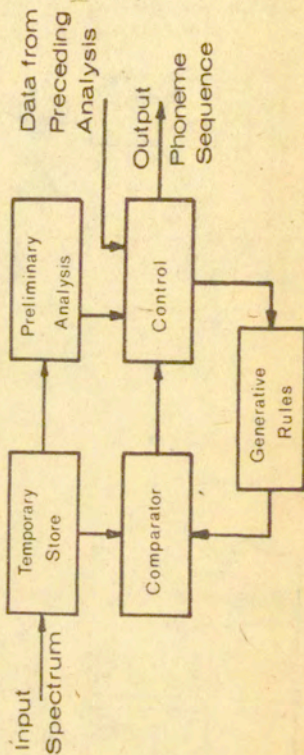 Input
Spectrum
Temporary
Store
Preliminary
Analysis
Data from
Preceding
Analysis
Comparator
Control
Output
Phoneme
Sequence
Generative
Rules